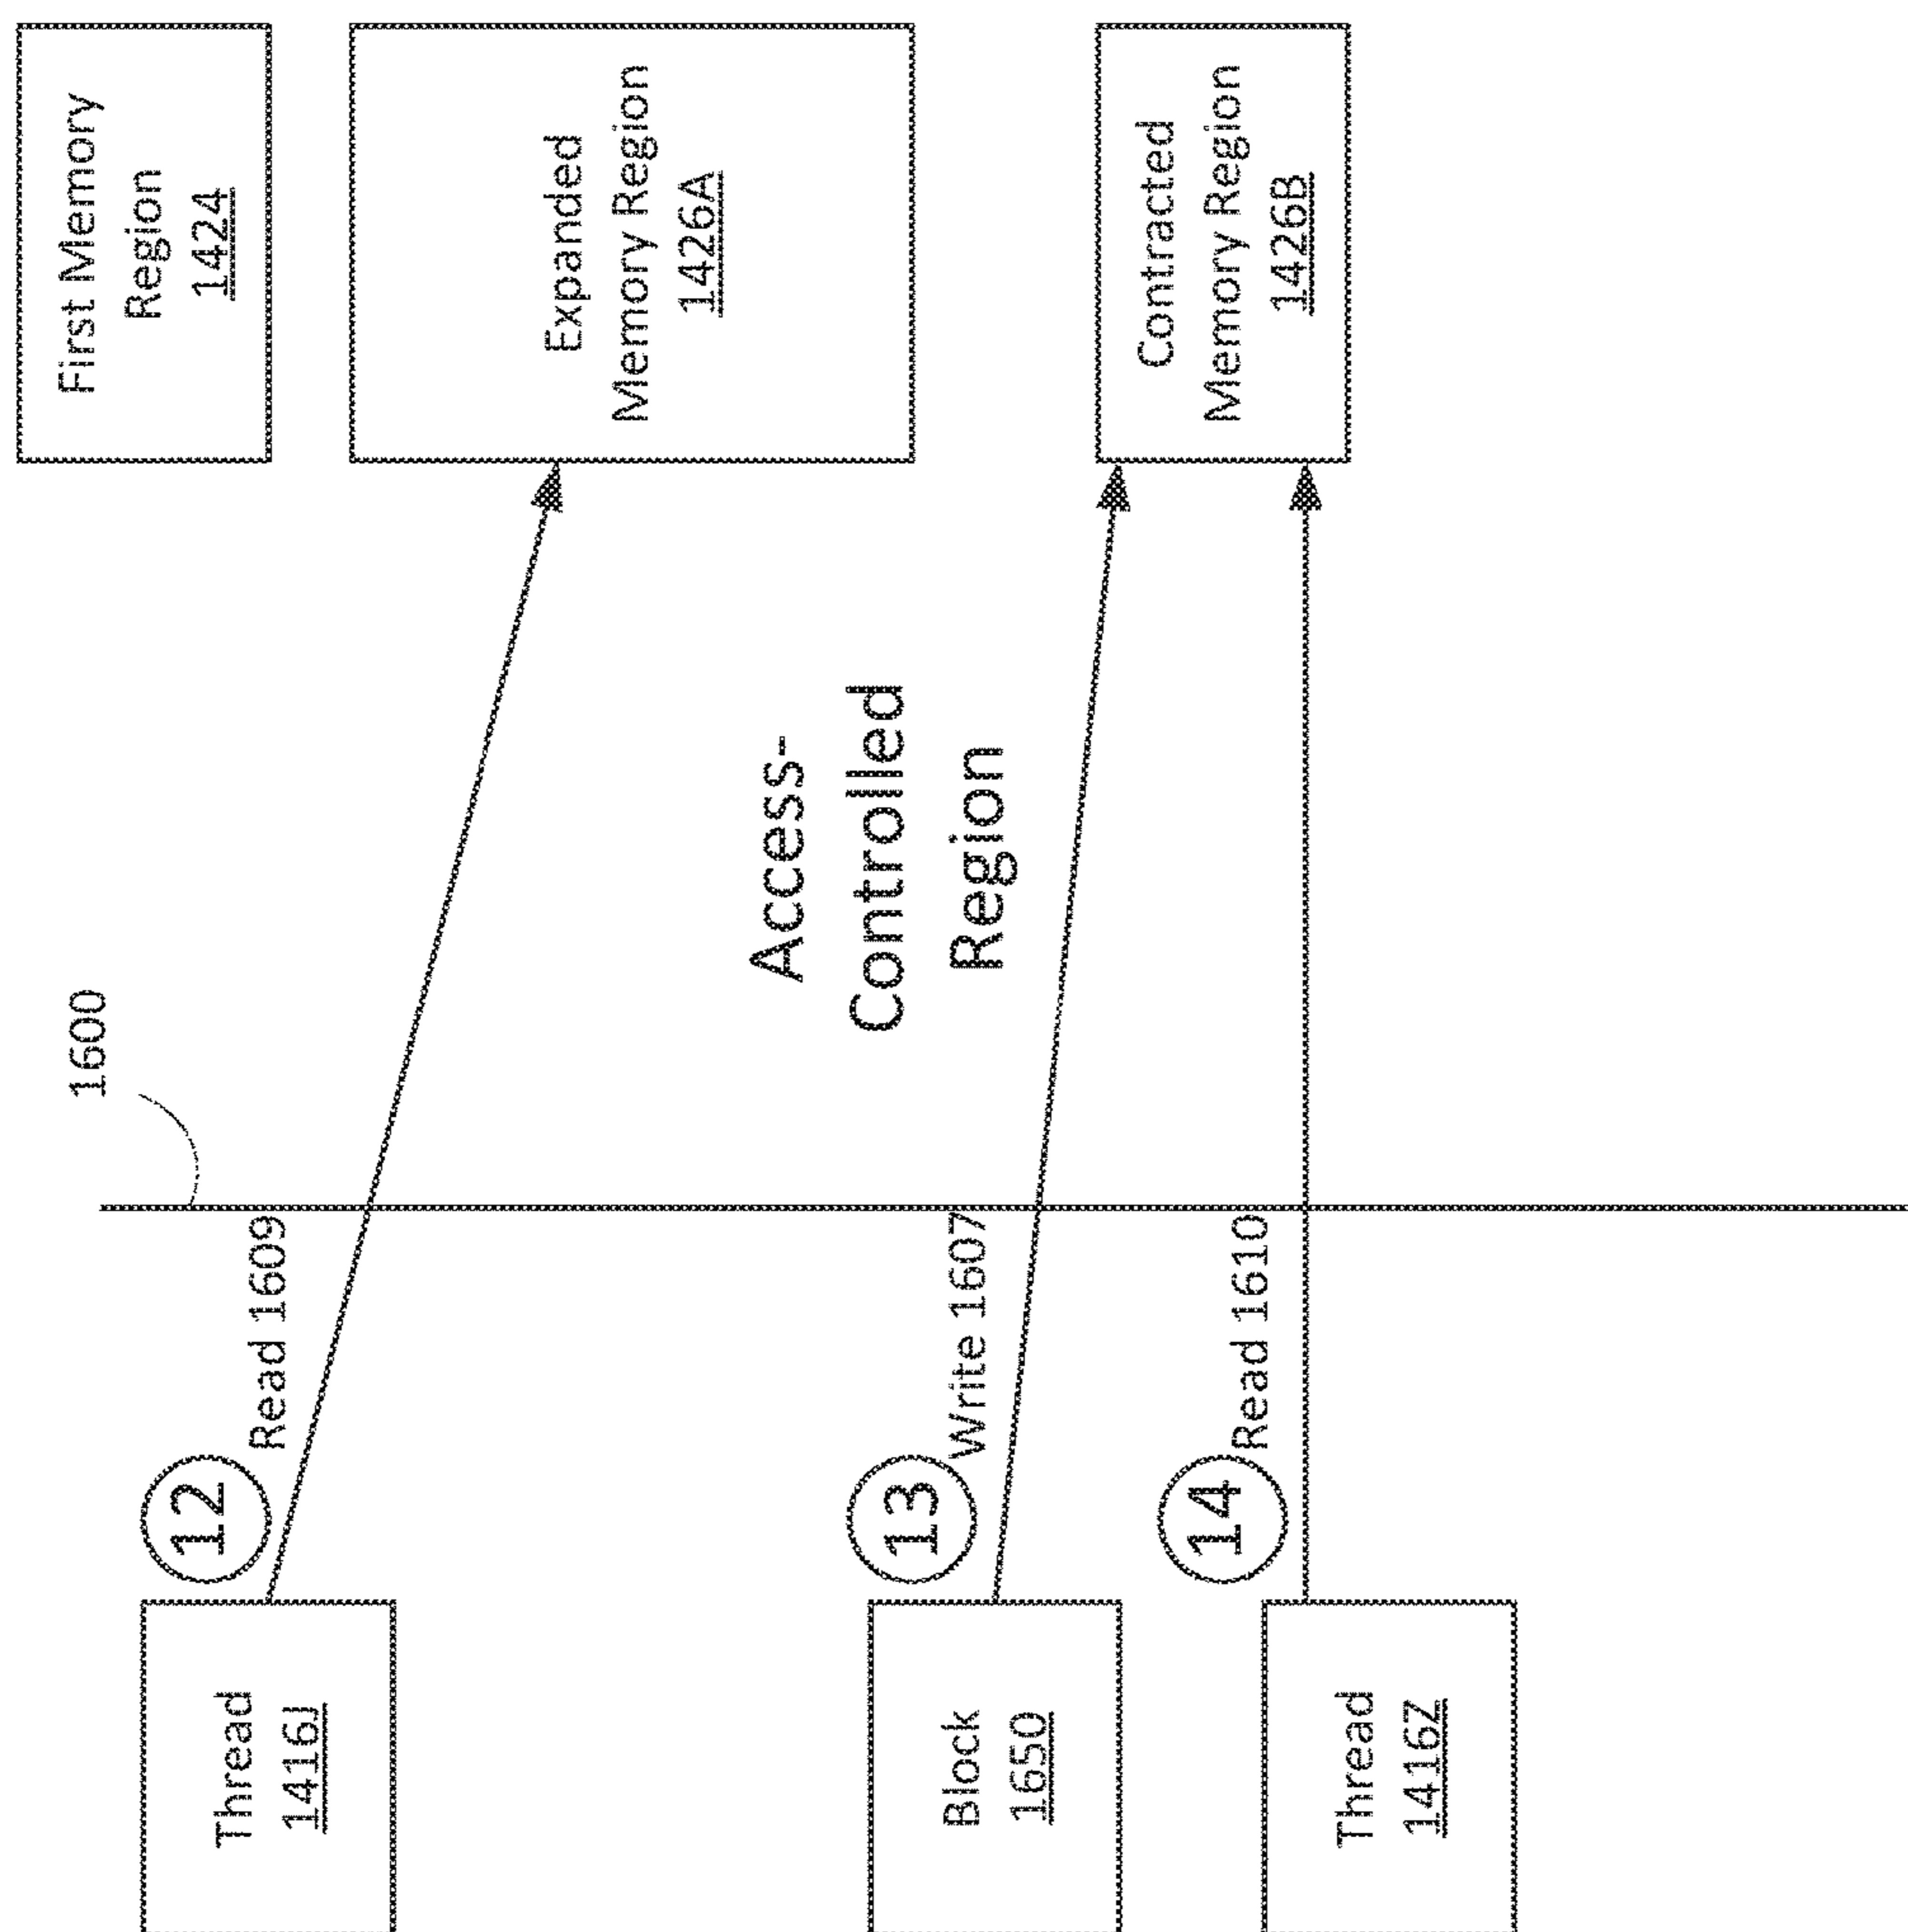 First Memory
Region
1424
Expanded
Memory Region
1426A
Contracted
Memory Region
1426B
Access-
Controlled
Region
1600
Read 1609
Write 1607
Read 1610
12
13
14
Thread
1416J
Block
1650
Thread
1416Z